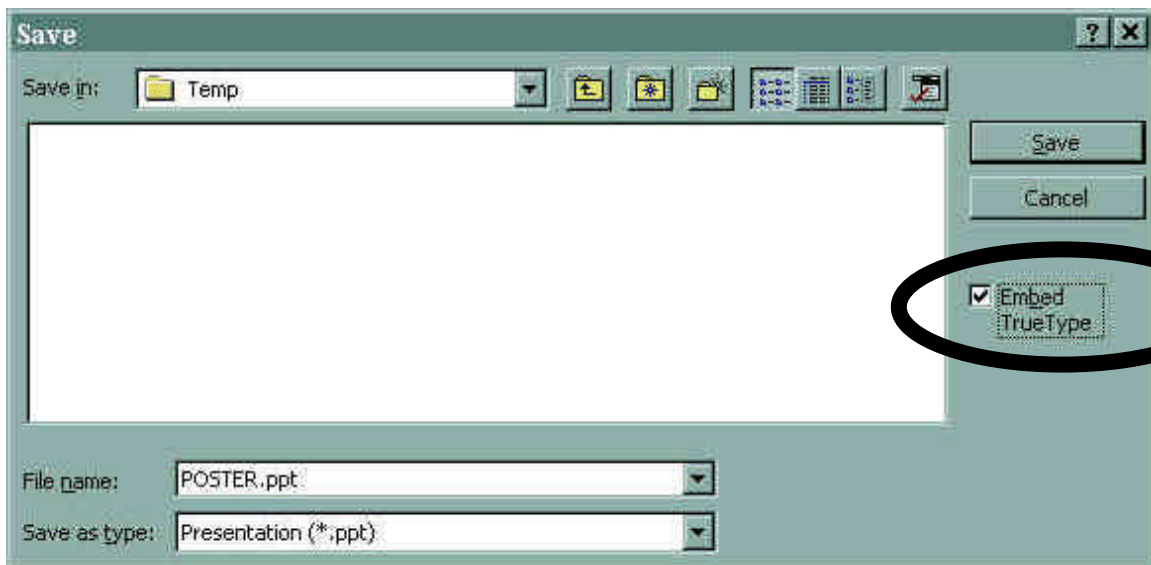 Save
Save in: Temp
Save
Cancel
Embed
TrueType
File name: POSTER.ppt
Save as type: Presentation (*.ppt)